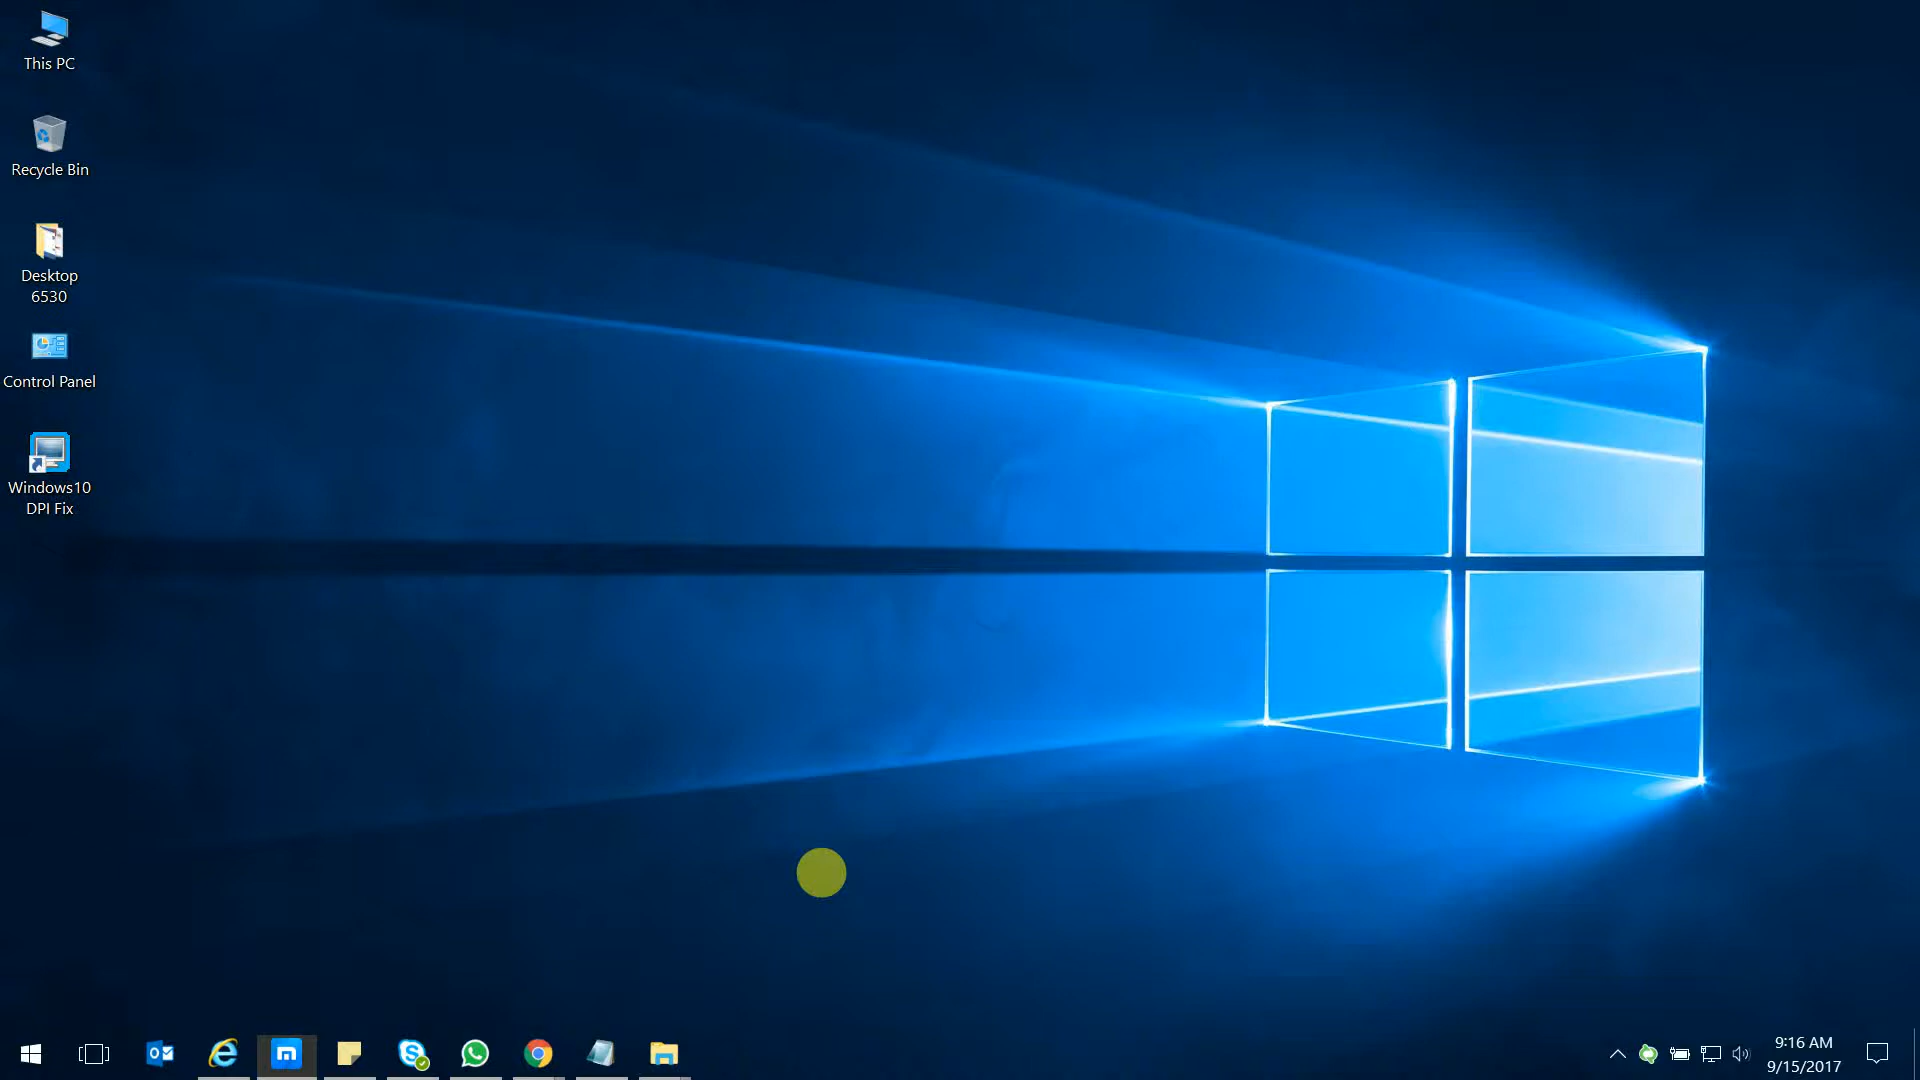 This PC
Recycle Bin
Desktop
6530
Control Panel
Windows10
DPI Fix
9:16 AM
9/15/2017